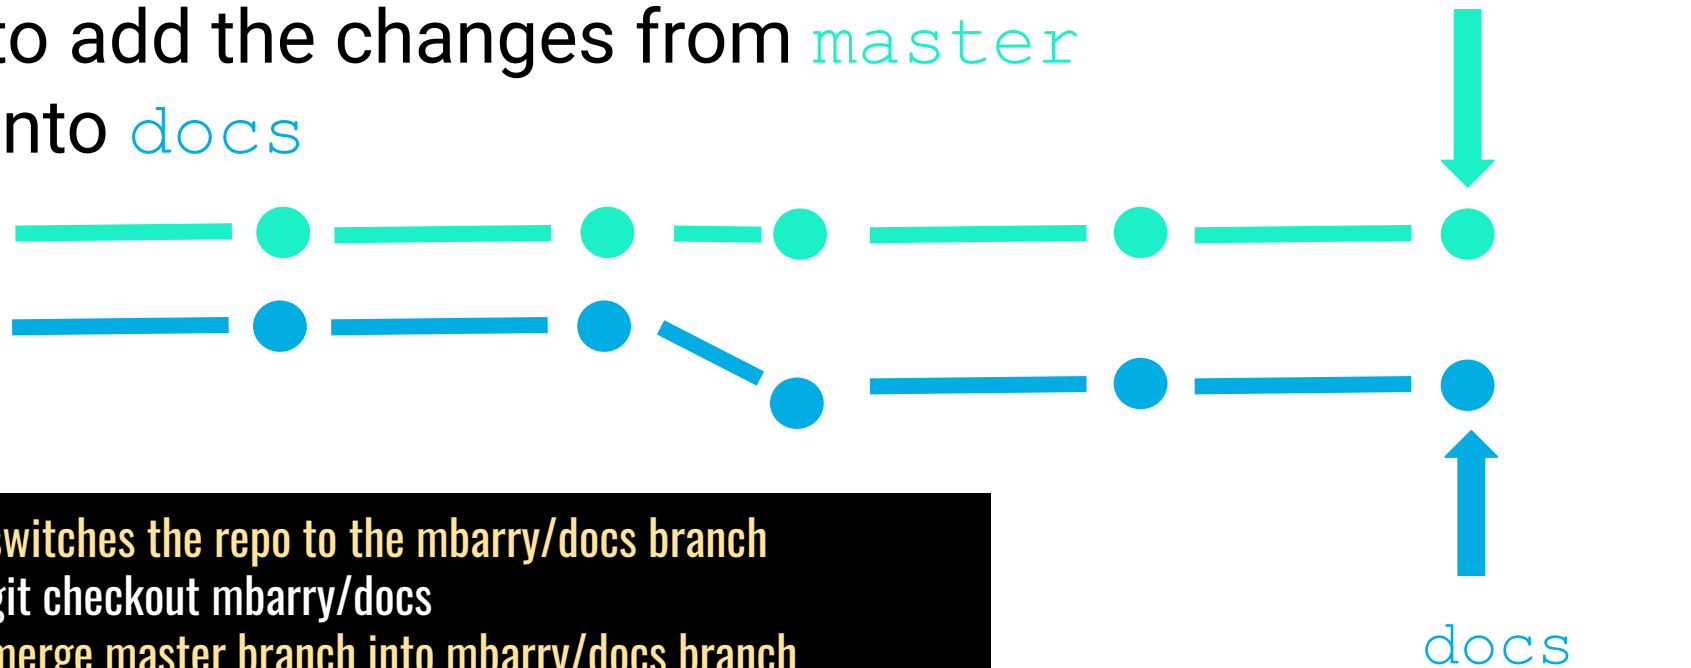 to add the changes from master
into docs
switches the repo to the mbarry/docs branch
git checkout mbarry/docs
merge master branch into mbarry/docs branch
docs